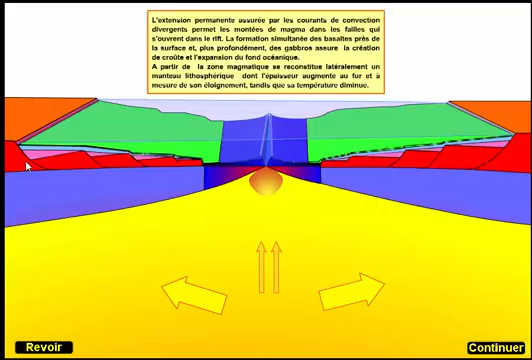 L'extension permanente assurée par les courants de convection
divergents permet les montées de magma dans les failles qui
s'ouvrent dans le rift. La formation simultanée des basaltes près de
la surface et, plus profondément, des gabbros assure la création
de croûte et l'expansion du fond océanique.
A partir de la zone magmatique se reconstitue latéralement un
manteau lithosphérique dont l'épaisseur augmente au fur et à
mesure de son éloignement, tandis que sa température diminue.
Revoir
Continuer